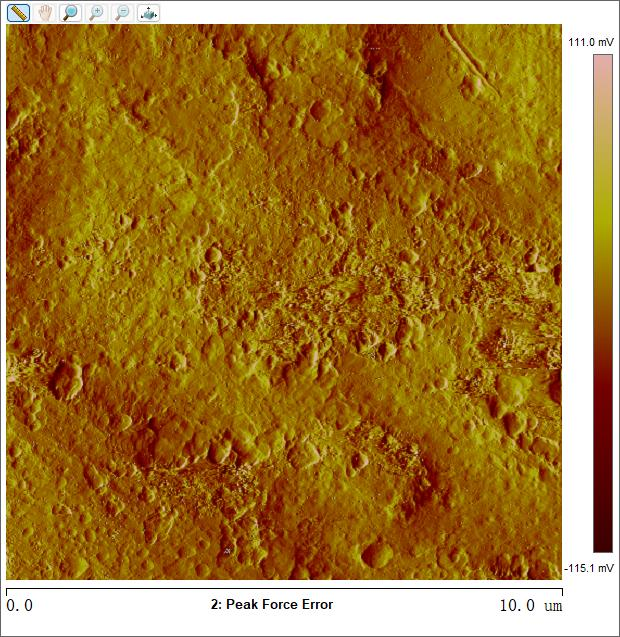 111.0 mV
-115.1 mV
0.0
2: Peak Force Error
10.0 um